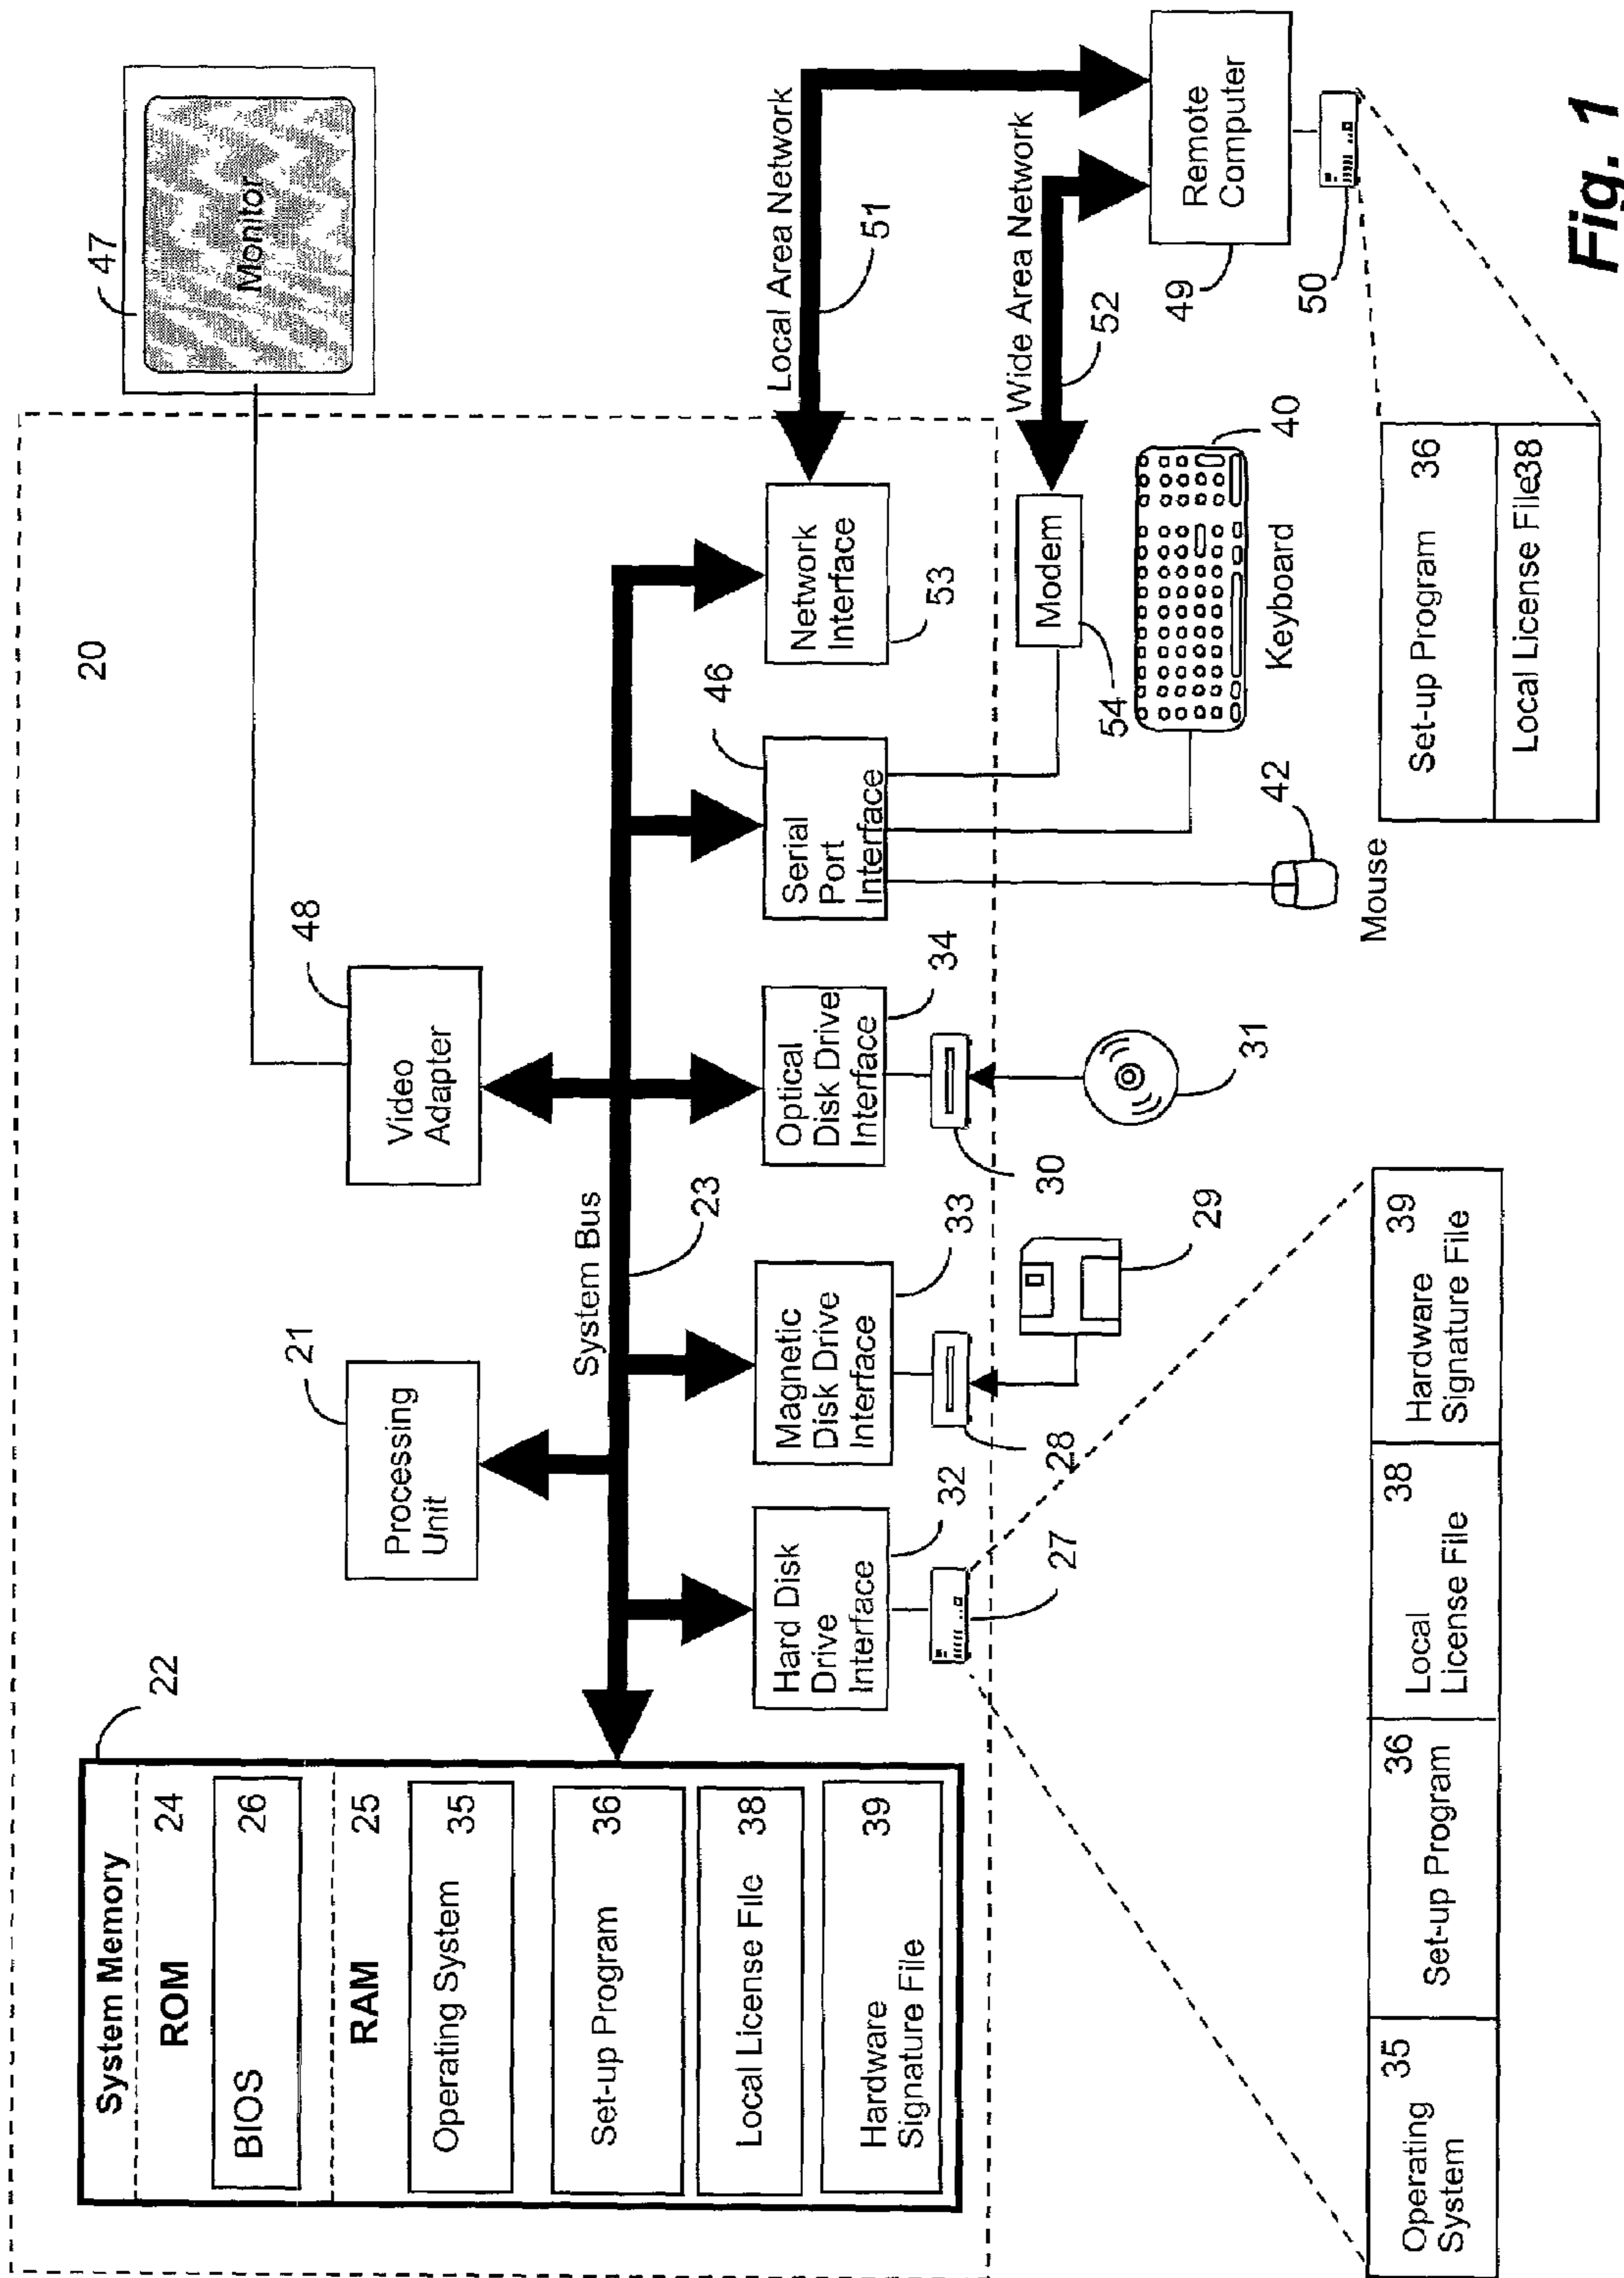 47
Monitor
20
System Memory
22
ROM
24
BIOS
26
RAM
25
Operating System
35
Set-up Program
36
Local License File
38
Hardware
Signature File
39
Processing
Unit
21
Video
Adapter
48
System Bus
23
Hard Disk
Drive
Interface
32
Magnetic
Disk Drive
Interface
33
Optical
Disk Drive
Interface
34
Serial
Port
Interface
46
Network
Interface
53
Local Area Network
51
27
28
29
30
31
Modem
54
Wide Area Network
52
Keyboard
40
Mouse
42
Remote
Computer
49
50
Operating
System
35
Set-up Program
36
Local
License File
38
Hardware
Signature File
39
Set-up Program
36
Local License File
38
Fig. 1